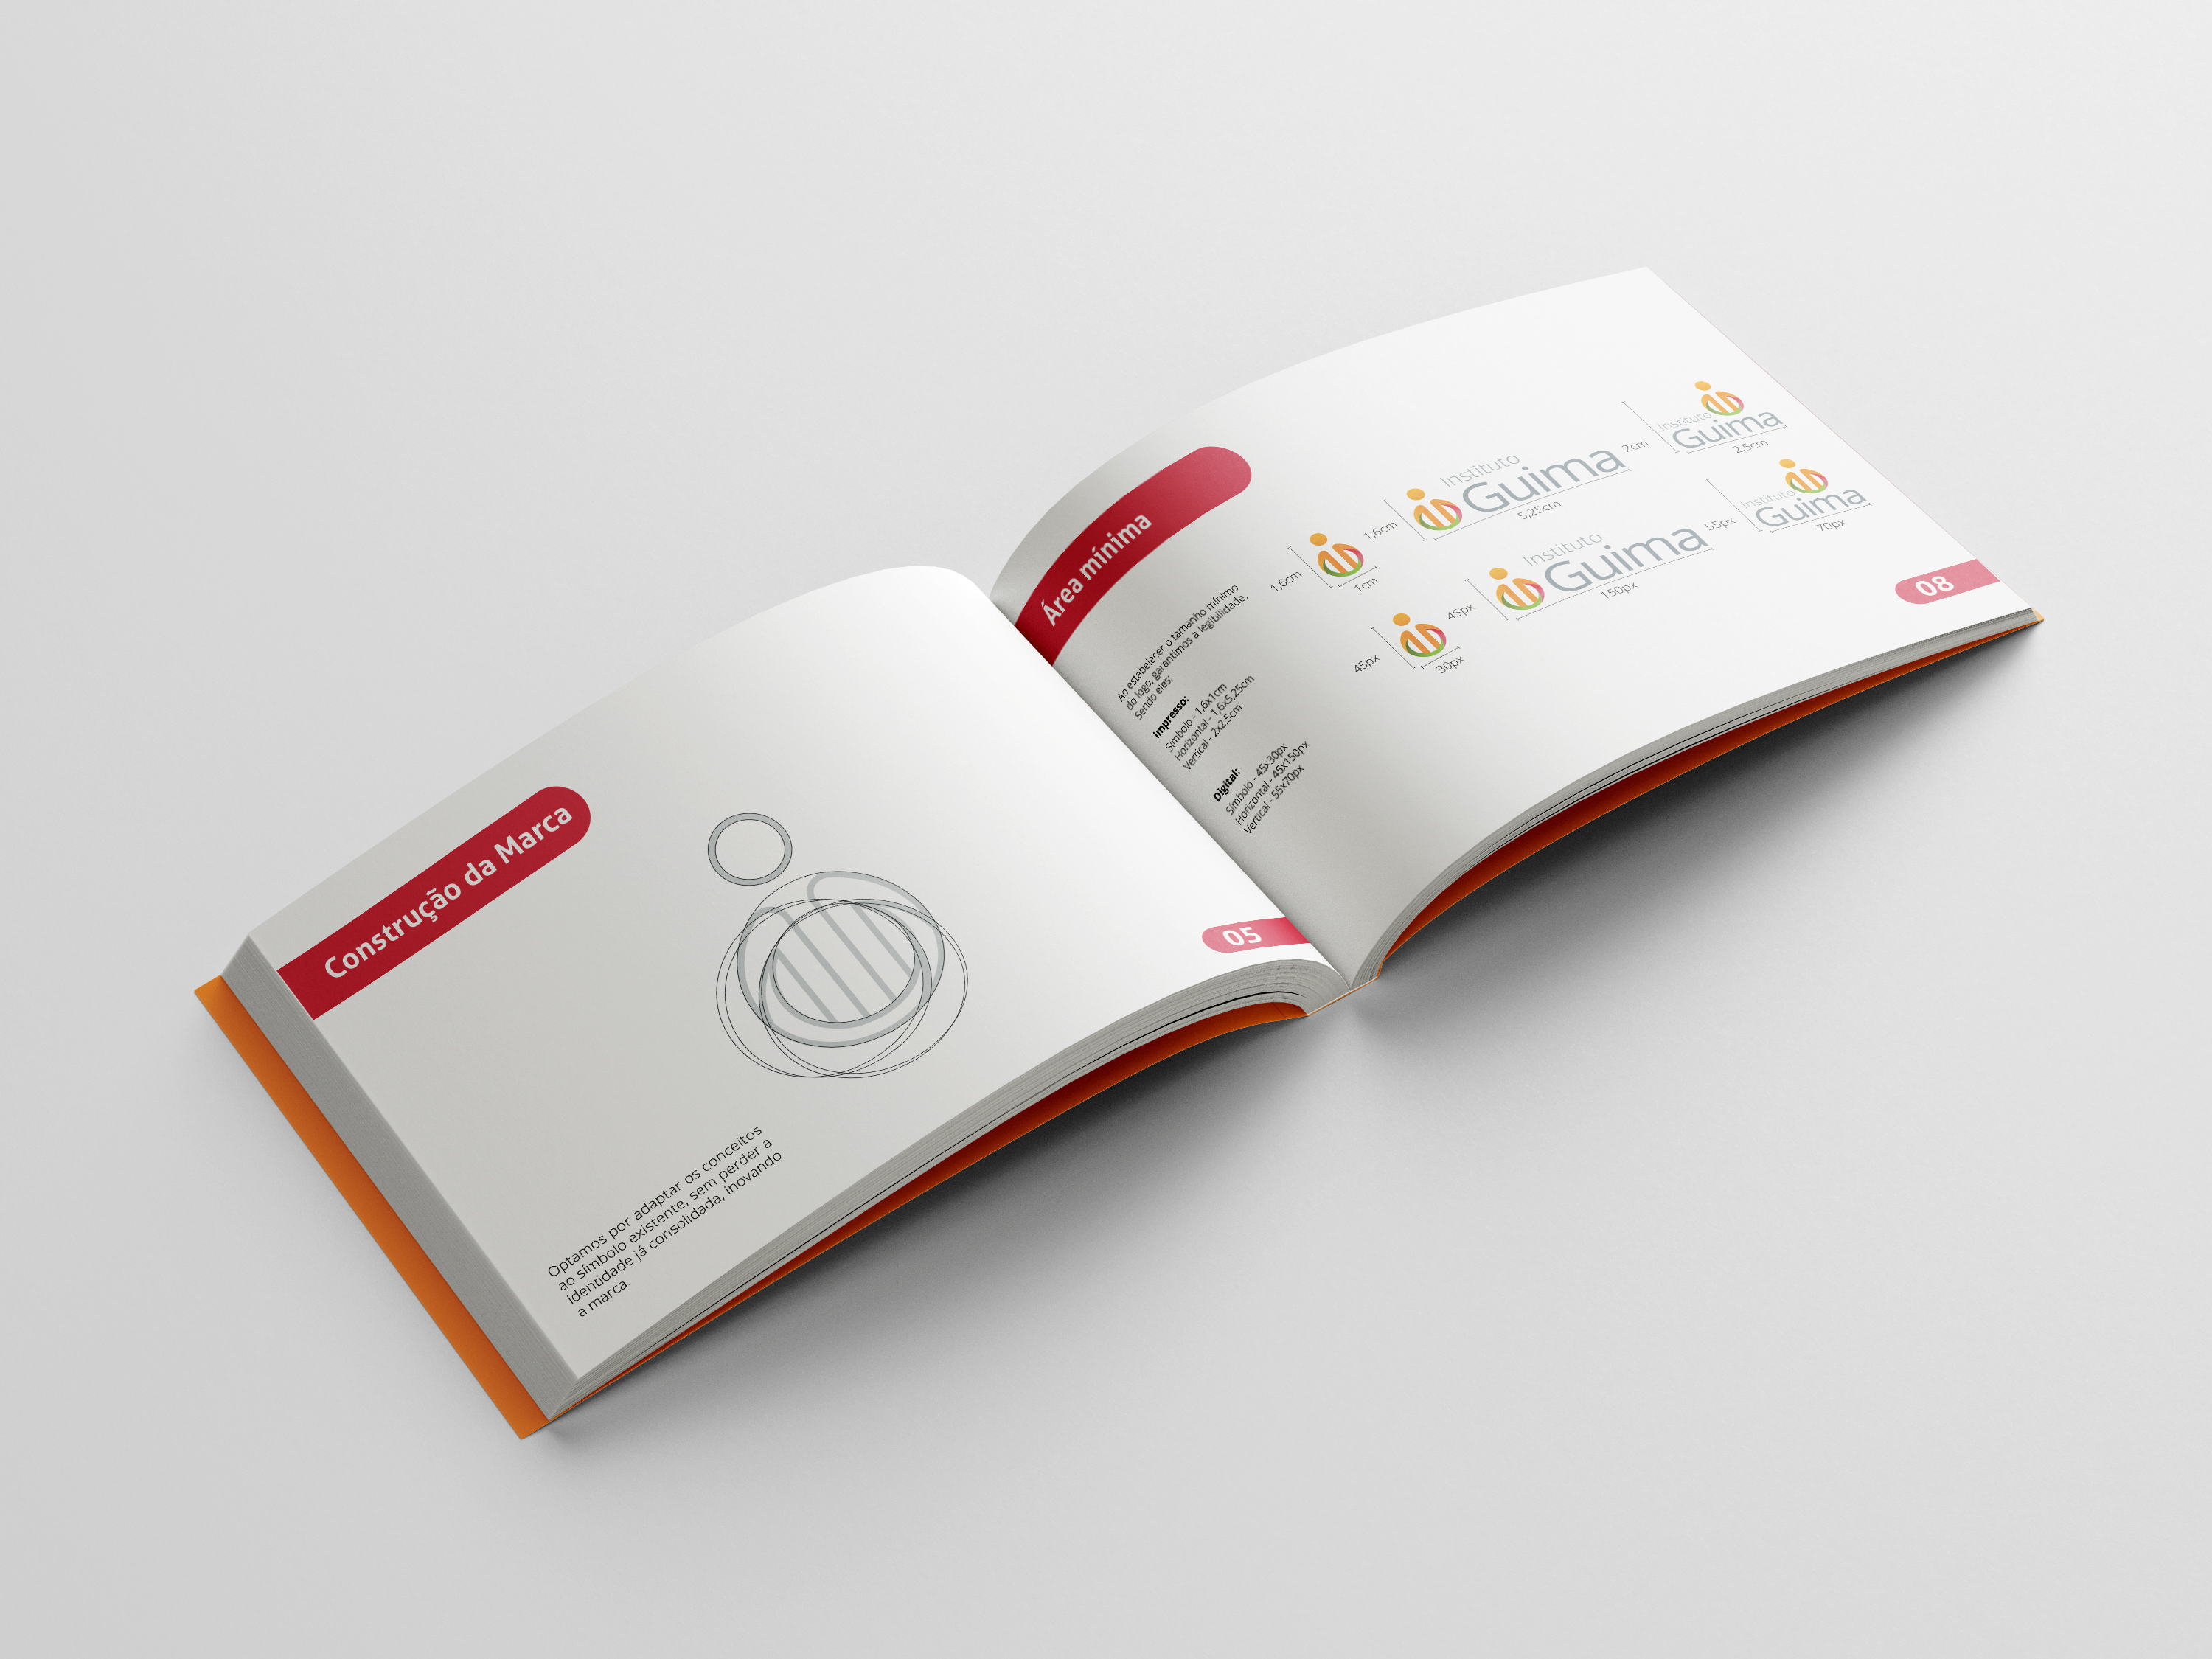 Construção da Marca
Optamos por adaptar os conceitos
ao símbolo existente, sem perder a
identidade já consolidada, inovando
a marca.
05
Área mínima
Ao estabelecer o tamanho mínimo
do logo, garantimos a legibilidade.
Sendo eles:
Impresso:
Símbolo - 1,6x1cm
Horizontal - 1,6x5,25cm
Vertical - 2x2,5cm
Digital:
Símbolo - 45x30px
Horizontal - 45x150px
Vertical - 55x70px
1,6cm
1cm
1,6cm
Instituto
Guima
5,25cm
2cm
Instituto
Guima
2,5cm
45px
30px
45px
Instituto
Guima
150px
55px
Instituto
Guima
70px
08